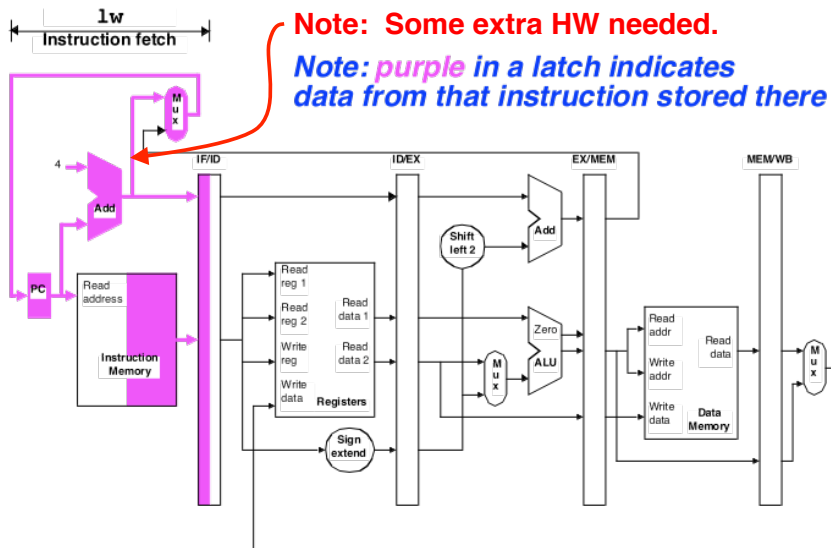 lw
Instruction fetch
Note: Some extra HW needed.
Note: purple in a latch indicates
data from that instruction stored there
M
u
x
4
Add
PC
Read
address
Instruction
Memory
IF/ID
ID/EX
EX/MEM
MEM/WB
Read
reg 1
Read
reg 2
Write
reg
Write
data
Read
data 1
Read
data 2
Registers
Sign
extend
Shift
left 2
Add
M
u
x
Zero
ALU
Read
addr
Write
addr
Write
data
Read
data
Data
Memory
M
u
x